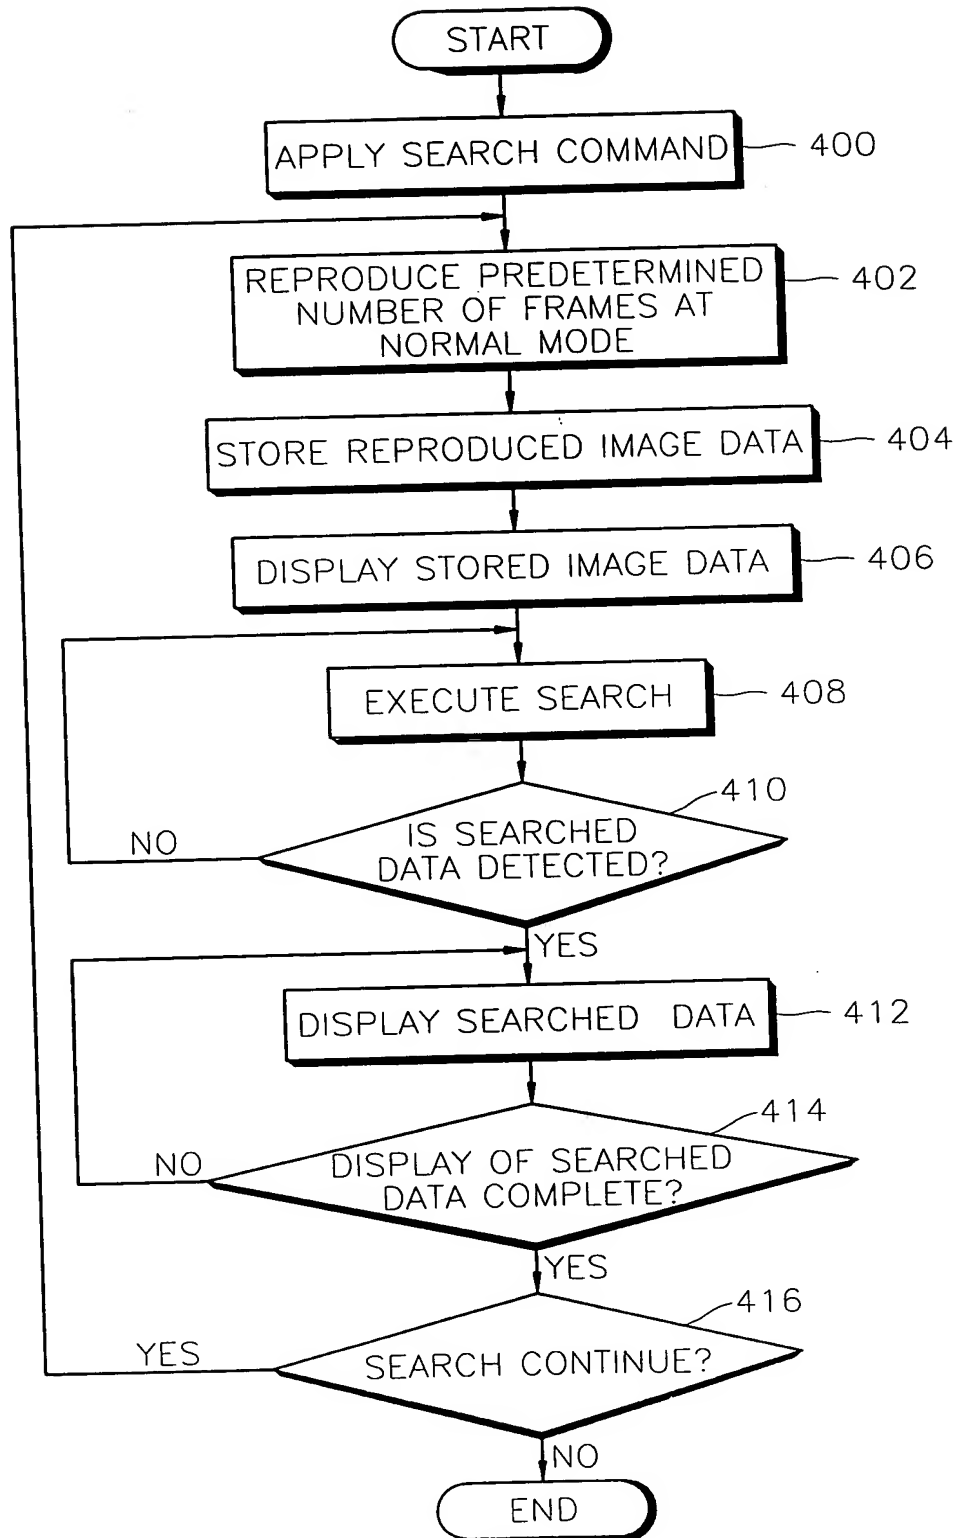 START
APPLY SEARCH COMMAND
400
REPRODUCE PREDETERMINED
NUMBER OF FRAMES AT
NORMAL MODE
402
STORE REPRODUCED IMAGE DATA
404
DISPLAY STORED IMAGE DATA
406
EXECUTE SEARCH
408
410
IS SEARCHED
DATA DETECTED?
NO
YES
DISPLAY SEARCHED DATA
412
414
DISPLAY OF SEARCHED
DATA COMPLETE?
NO
YES
416
SEARCH CONTINUE?
YES
NO
END